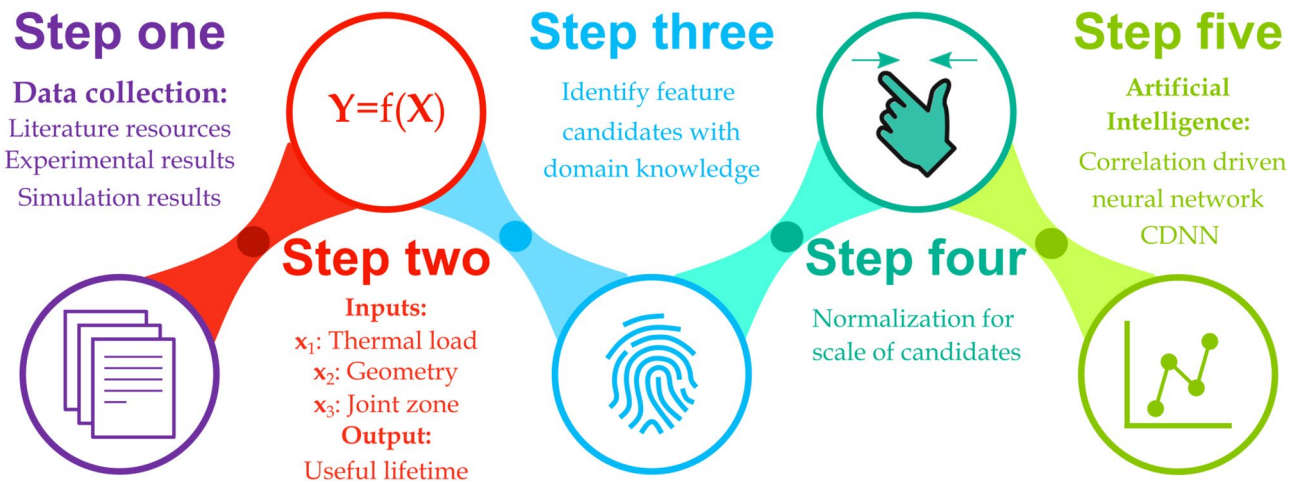 Step one
Data collection:
Literature resources
Experimental results
Simulation results
Y=f(X)
Step two
Inputs:
x₁: Thermal load
x₂: Geometry
x₃: Joint zone
Output:
Useful lifetime
Step three
Identify feature
candidates with
domain knowledge
Step four
Normalization for
scale of candidates
Step five
Artificial
Intelligence:
Correlation driven
neural network
CDNN